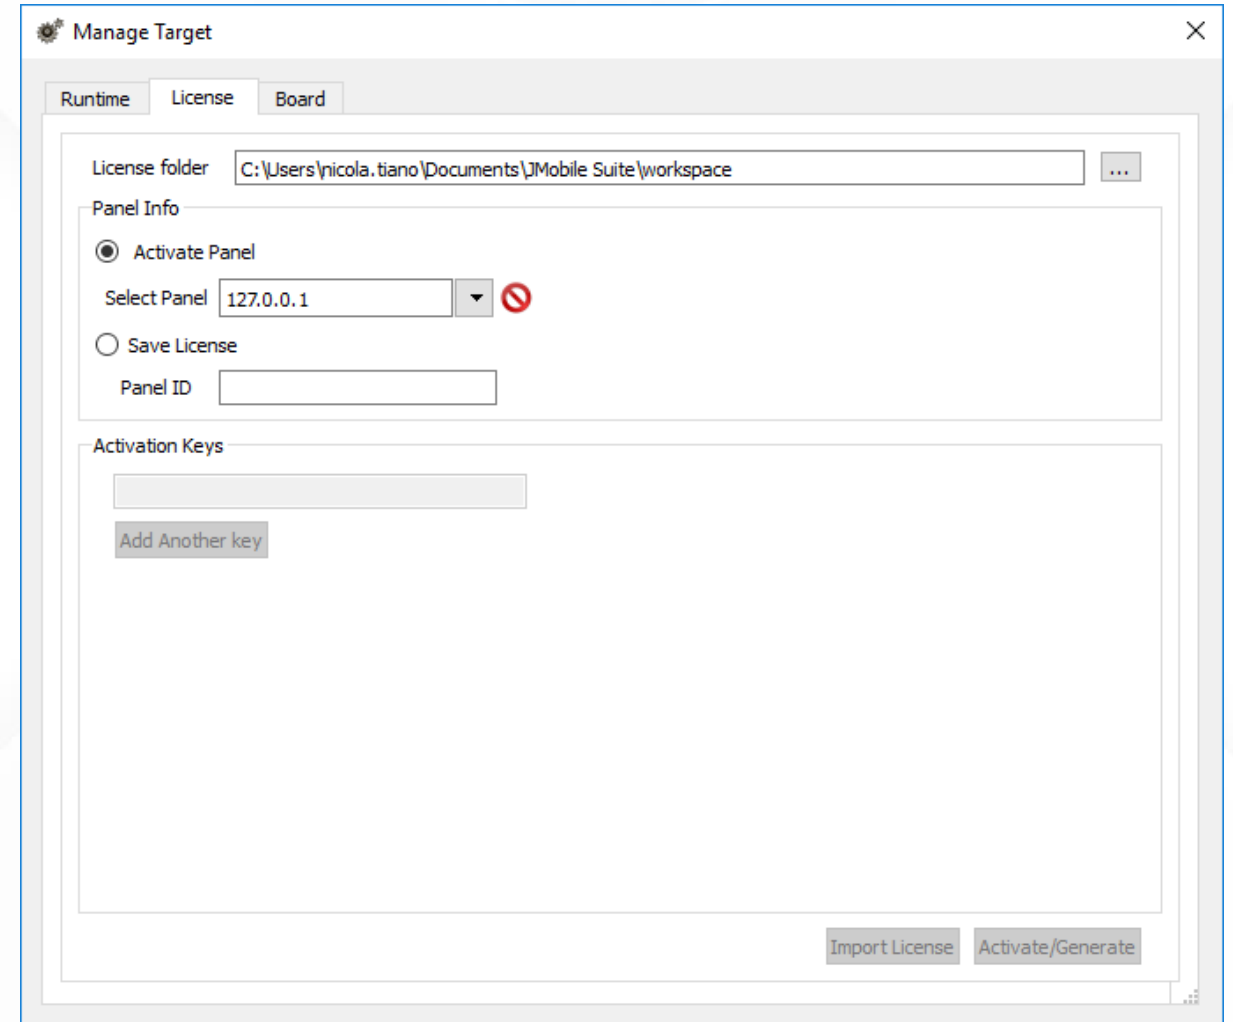 Manage Target
Runtime License Board
License folder C:\Users\nicola.tiano\Documents\JMobile Suite\workspace ...
Panel Info
Activate Panel
Select Panel 127.0.0.1
Save License
Panel ID
Activation Keys
Add Another key
Import License Activate/Generate